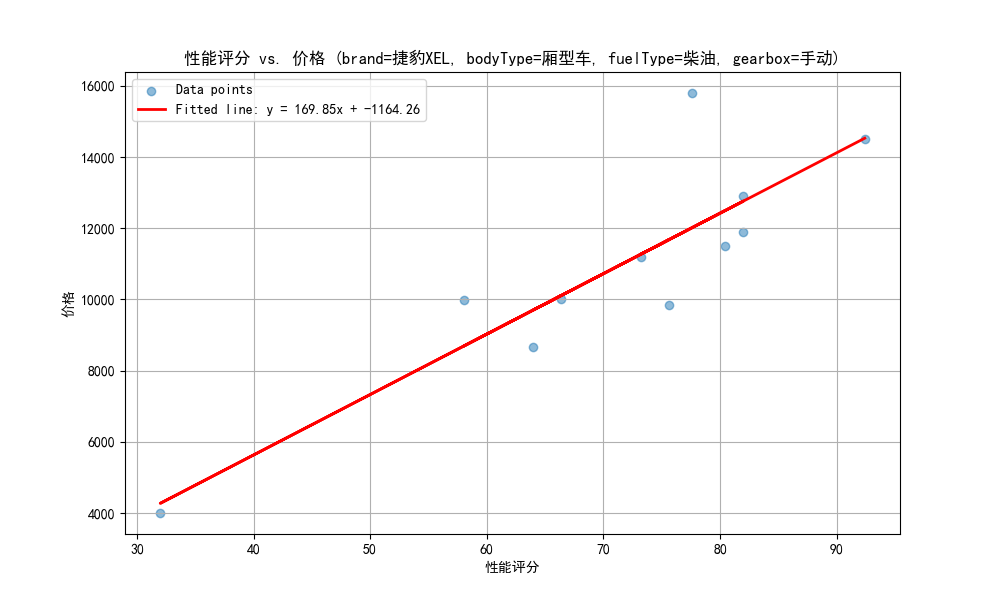 性能评分 vs. 价格 (brand=捷豹XEL, bodyType=厢型车, fuelType=柴油, gearbox=手动)
Data points
Fitted line: y = 169.85x + -1164.26
价格
16000
14000
12000
10000
8000
6000
4000
30 40 50 60 70 80 90
性能评分